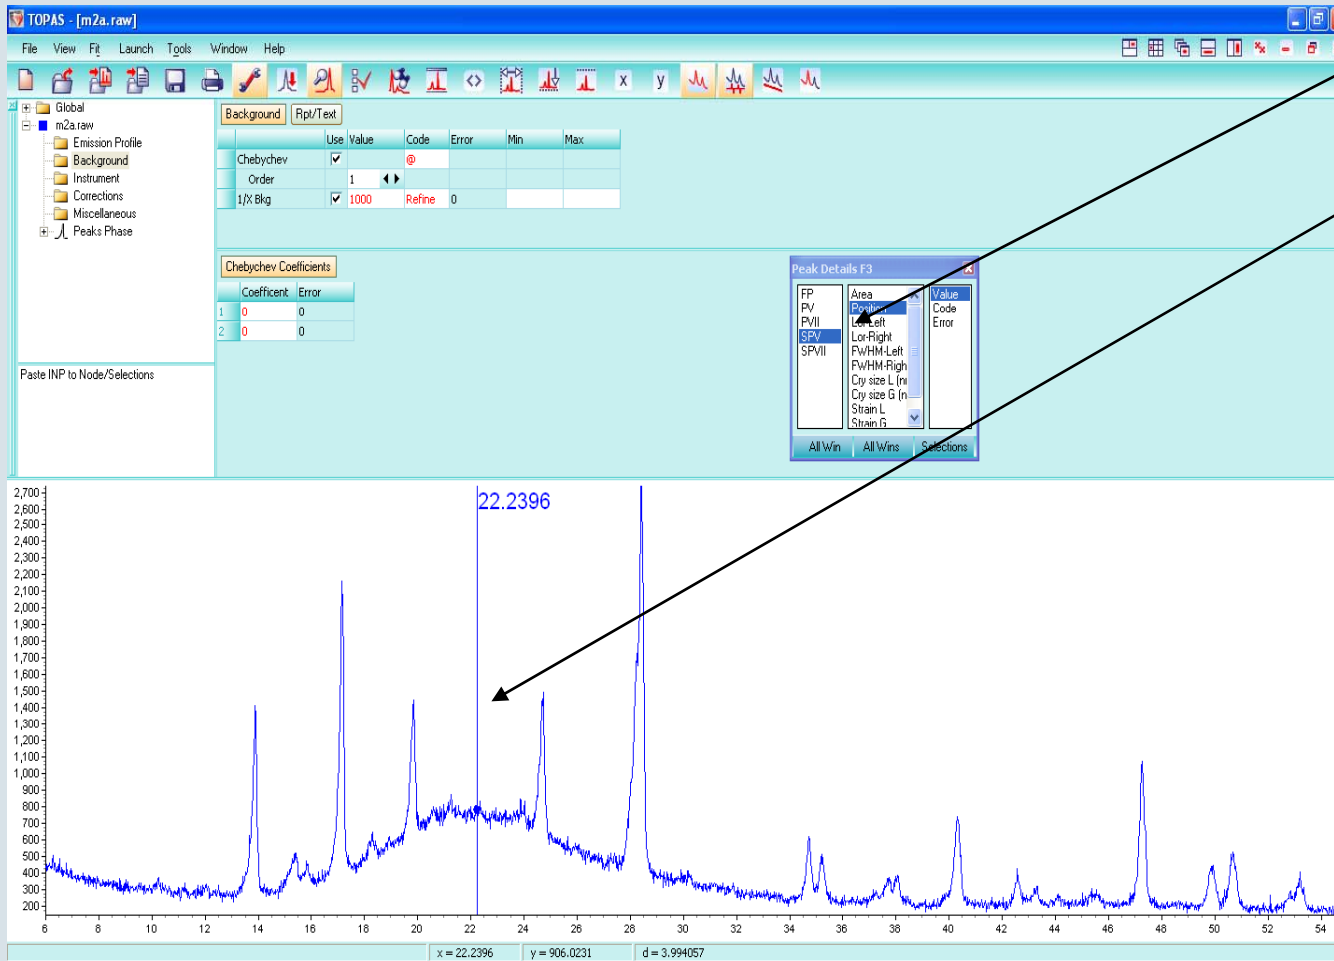 TOPAS - [m2a.raw]
File View Fit Launch Tools Window Help
x y
Global
m2a.raw
Emission Profile
Background
Instrument
Corrections
Miscellaneous
Peaks Phase
Paste INP to Node/Selections
Background Rpt/Text
Use Value Code Error Min Max
Chebychev @
Order 1
1/X Bkg 1000 Refine 0
Chebychev Coefficients
Coefficent Error
1 0 0
2 0 0
Peak Details F3
FP
PV
PVII
SPV
SPVII
Area
Position
Lor-Left
Lor-Right
FWHM-Left
FWHM-Righ
Cry size L (n
Cry size G (n
Strain L
Strain G
Value
Code
Error
All Win All Wins Selections
22.2396
2,700
2,600
2,500
2,400
2,300
2,200
2,100
2,000
1,900
1,800
1,700
1,600
1,500
1,400
1,300
1,200
1,100
1,000
900
800
700
600
500
400
300
200
6 8 10 12 14 16 18 20 22 24 26 28 30 32 34 36 38 40 42 44 46 48 50 52 54
x = 22.2396 y = 906.0231 d = 3.994057